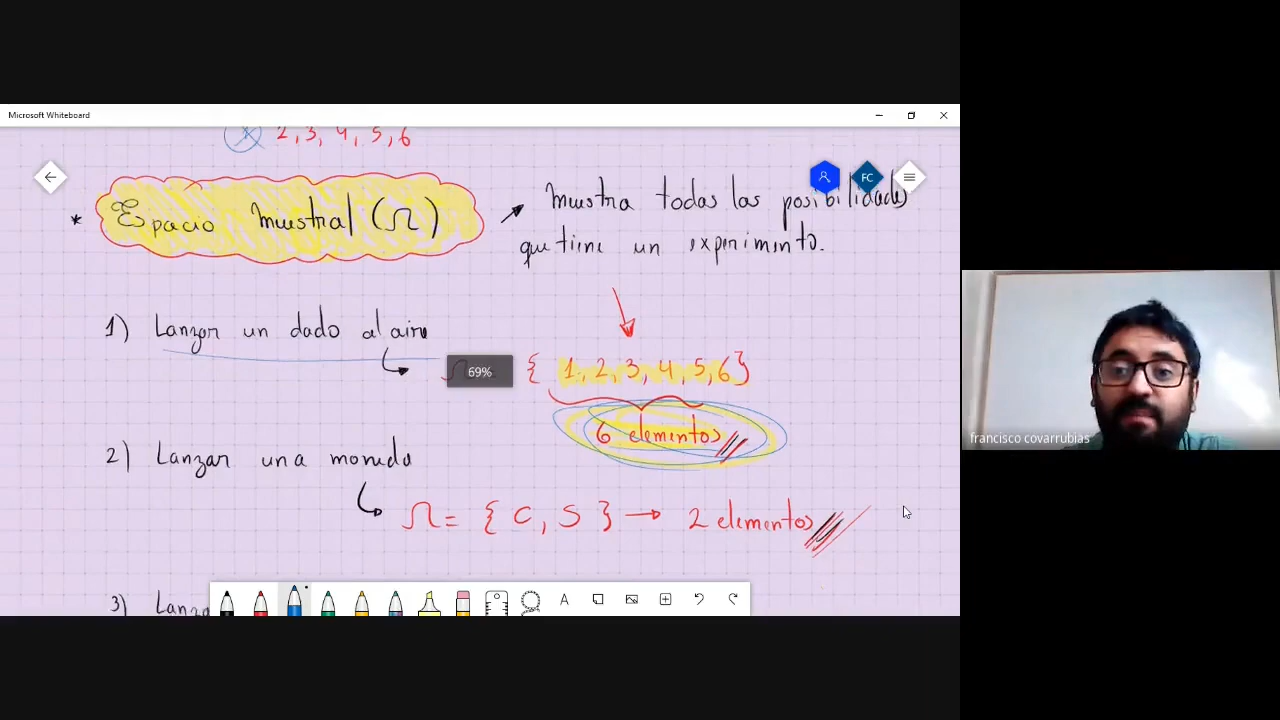 Microsoft Whiteboard
2, 3, 4, 5, 6
FC
* Espacio Muestral (Ω)
Muestra todas las posibilidades
que tiene un experimento.
1) Lanzar un dado al aire
69%
{ 1, 2, 3, 4, 5, 6 }
6 elementos
2) Lanzar una moneda
Ω = { C, S } → 2 elementos
3)
A
francisco covarrubias